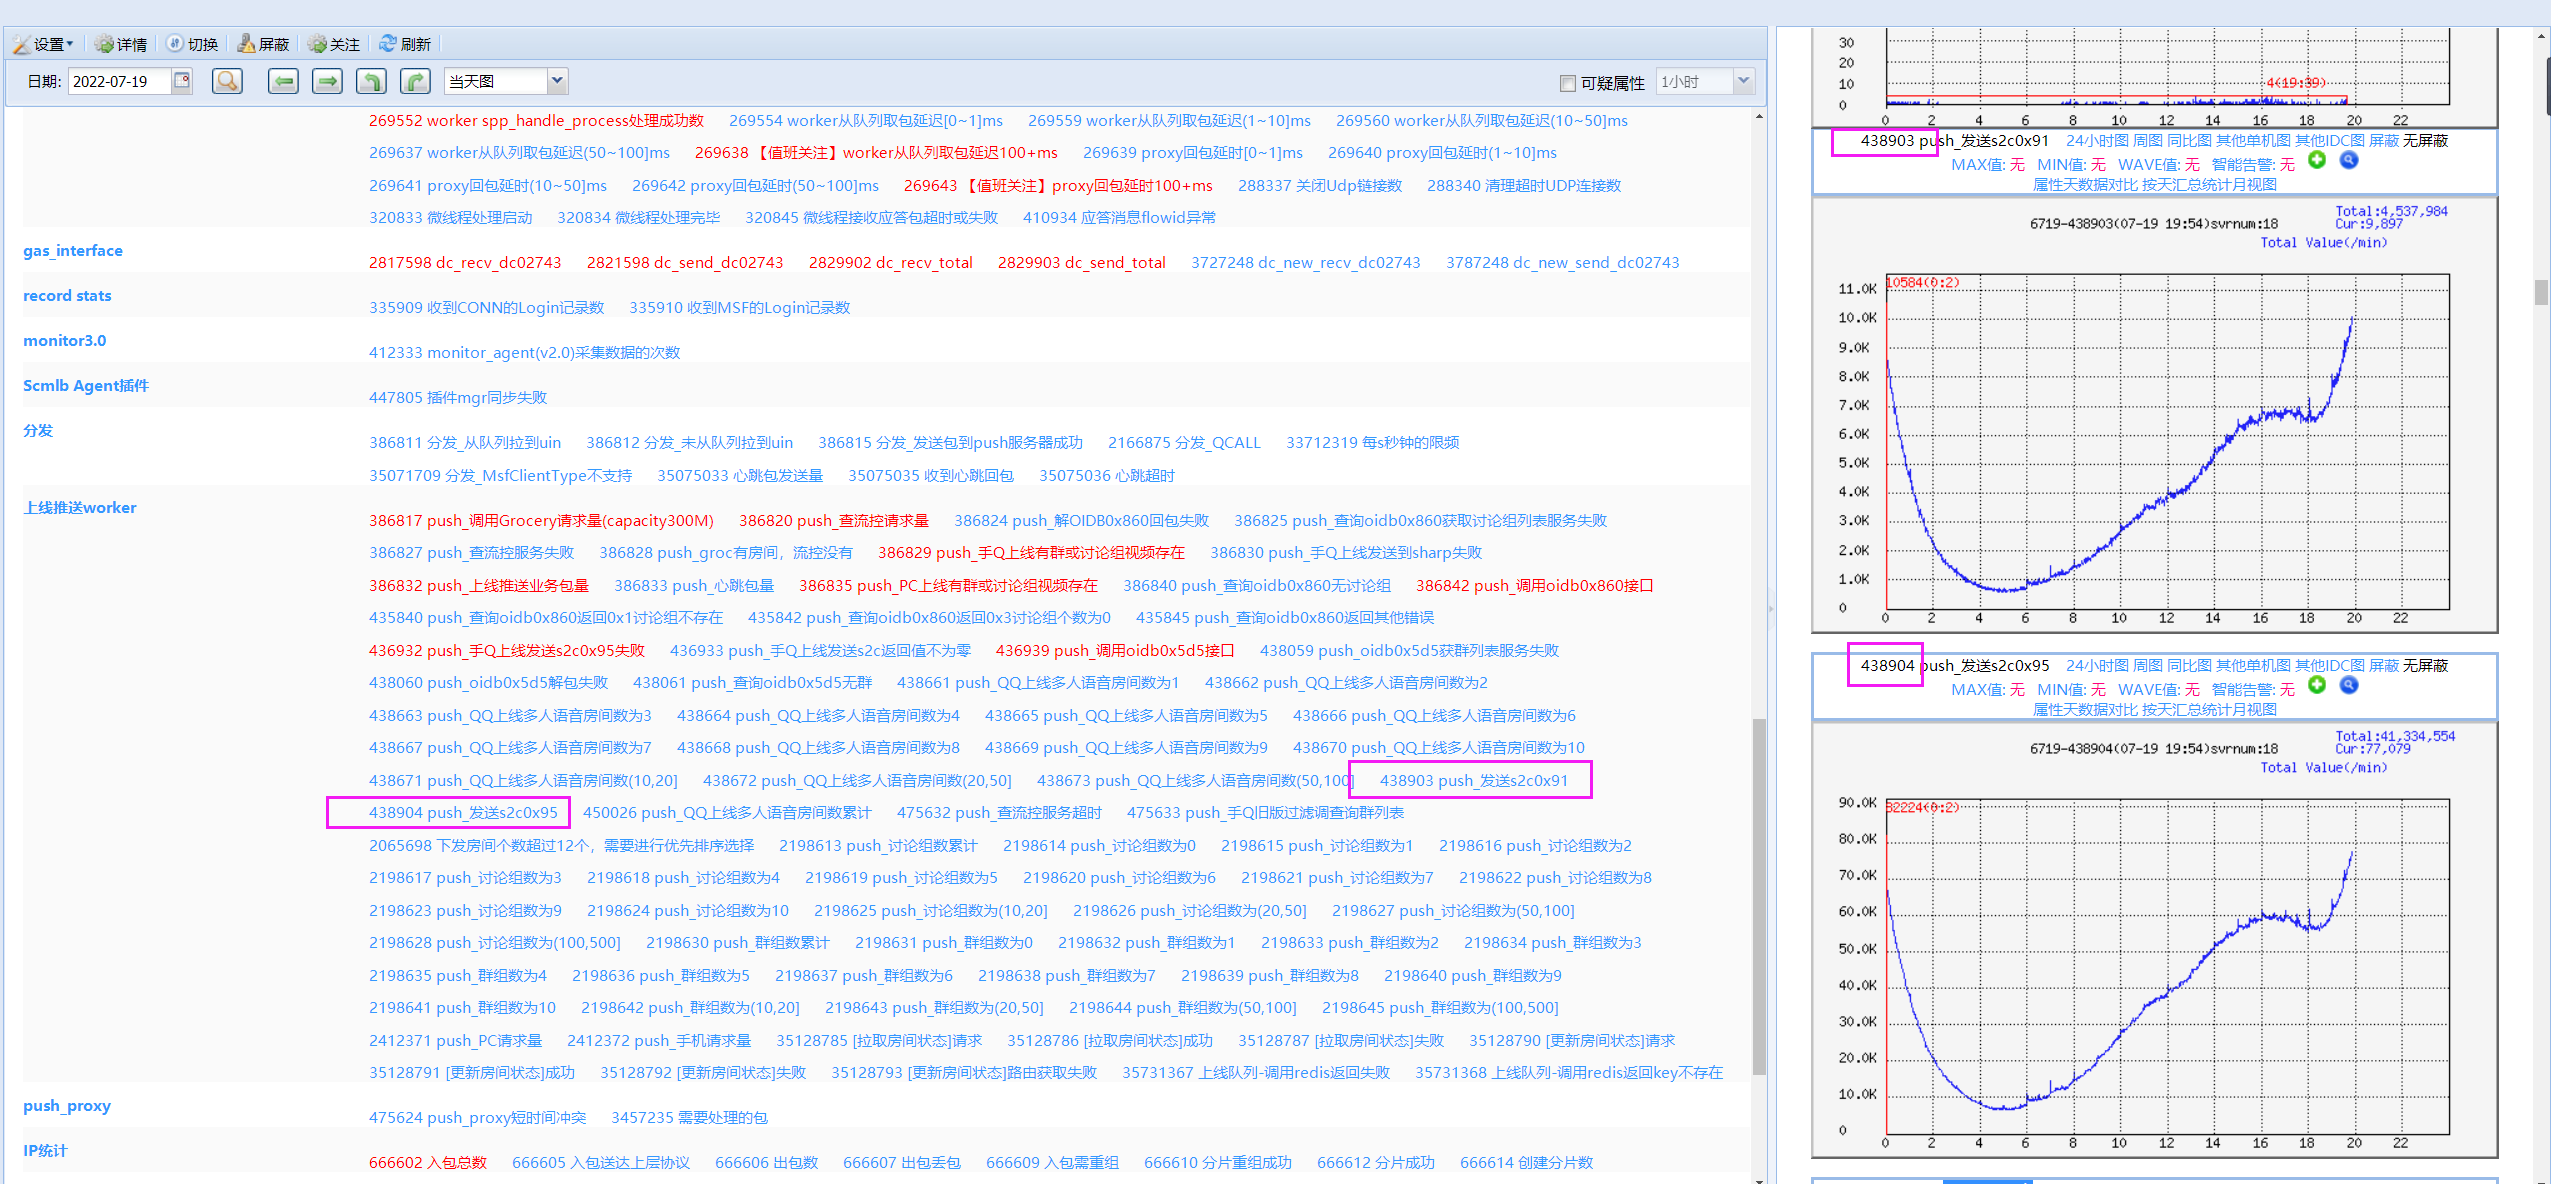 设置 详情 切换 屏蔽 关注 刷新
日期: 2022-07-19 当天图 可疑属性 1小时
269552 worker spp_handle_process处理成功数 269554 worker从队列取包延迟[0~1]ms 269559 worker从队列取包延迟(1~10]ms 269560 worker从队列取包延迟(10~50]ms
269637 worker从队列取包延迟(50~100]ms 269638 【值班关注】worker从队列取包延迟100+ms 269639 proxy回包延时[0~1]ms 269640 proxy回包延时(1~10]ms
269641 proxy回包延时(10~50]ms 269642 proxy回包延时(50~100]ms 269643 【值班关注】proxy回包延时100+ms 288337 关闭Udp链接数 288340 清理超时UDP连接数
320833 微线程处理启动 320834 微线程处理完毕 320845 微线程接收应答包超时或失败 410934 应答消息flowid异常
gas_interface
2817598 dc_recv_dc02743 2821598 dc_send_dc02743 2829902 dc_recv_total 2829903 dc_send_total 3727248 dc_new_recv_dc02743 3787248 dc_new_send_dc02743
record stats
335909 收到CONN的Login记录数 335910 收到MSF的Login记录数
monitor3.0
412333 monitor_agent(v2.0)采集数据的次数
Scmlb Agent插件
447805 插件mgr同步失败
分发
386811 分发_从队列拉到uin 386812 分发_未从队列拉到uin 386815 分发_发送包到push服务器成功 2166875 分发_QCALL 33712319 每s秒钟的限频
35071709 分发_MsfClientType不支持 35075033 心跳包发送量 35075035 收到心跳回包 35075036 心跳超时
上线推送worker
386817 push_调用Grocery请求量(capacity300M) 386820 push_查流控请求量 386824 push_解OIDB0x860回包失败 386825 push_查询oidb0x860获取讨论组列表服务失败
386827 push_查流控服务失败 386828 push_groc有房间，流控没有 386829 push_手Q上线有群或讨论组视频存在 386830 push_手Q上线发送到sharp失败
386832 push_上线推送业务包量 386833 push_心跳包量 386835 push_PC上线有群或讨论组视频存在 386840 push_查询oidb0x860无讨论组 386842 push_调用oidb0x860接口
435840 push_查询oidb0x860返回0x1讨论组不存在 435842 push_查询oidb0x860返回0x3讨论组个数为0 435845 push_查询oidb0x860返回其他错误
436932 push_手Q上线发送s2c0x95失败 436933 push_手Q上线发送s2c返回值不为零 436939 push_调用oidb0x5d5接口 438059 push_oidb0x5d5获群列表服务失败
438060 push_oidb0x5d5解包失败 438061 push_查询oidb0x5d5无群 438661 push_QQ上线多人语音房间数为1 438662 push_QQ上线多人语音房间数为2
438663 push_QQ上线多人语音房间数为3 438664 push_QQ上线多人语音房间数为4 438665 push_QQ上线多人语音房间数为5 438666 push_QQ上线多人语音房间数为6
438667 push_QQ上线多人语音房间数为7 438668 push_QQ上线多人语音房间数为8 438669 push_QQ上线多人语音房间数为9 438670 push_QQ上线多人语音房间数为10
438671 push_QQ上线多人语音房间数(10,20] 438672 push_QQ上线多人语音房间数(20,50] 438673 push_QQ上线多人语音房间数(50,100] 438903 push_发送s2c0x91
438904 push_发送s2c0x95 450026 push_QQ上线多人语音房间数累计 475632 push_查流控服务超时 475633 push_手Q旧版过滤调查询群列表
2065698 下发房间个数超过12个，需要进行优先排序选择 2198613 push_讨论组数累计 2198614 push_讨论组数为0 2198615 push_讨论组数为1 2198616 push_讨论组数为2
2198617 push_讨论组数为3 2198618 push_讨论组数为4 2198619 push_讨论组数为5 2198620 push_讨论组数为6 2198621 push_讨论组数为7 2198622 push_讨论组数为8
2198623 push_讨论组数为9 2198624 push_讨论组数为10 2198625 push_讨论组数为(10,20] 2198626 push_讨论组数为(20,50] 2198627 push_讨论组数为(50,100]
2198628 push_讨论组数为(100,500] 2198630 push_群组数累计 2198631 push_群组数为0 2198632 push_群组数为1 2198633 push_群组数为2 2198634 push_群组数为3
2198635 push_群组数为4 2198636 push_群组数为5 2198637 push_群组数为6 2198638 push_群组数为7 2198639 push_群组数为8 2198640 push_群组数为9
2198641 push_群组数为10 2198642 push_群组数为(10,20] 2198643 push_群组数为(20,50] 2198644 push_群组数为(50,100] 2198645 push_群组数为(100,500]
2412371 push_PC请求量 2412372 push_手机请求量 35128785 [拉取房间状态]请求 35128786 [拉取房间状态]成功 35128787 [拉取房间状态]失败 35128790 [更新房间状态]请求
35128791 [更新房间状态]成功 35128792 [更新房间状态]失败 35128793 [更新房间状态]路由获取失败 35731367 上线队列-调用redis返回失败 35731368 上线队列-调用redis返回key不存在
push_proxy
475624 push_proxy短时间冲突 3457235 需要处理的包
IP统计
666602 入包总数 666605 入包送达上层协议 666606 出包数 666607 出包丢包 666609 入包需重组 666610 分片重组成功 666612 分片成功 666614 创建分片数
30
20
10
0
4(19:39)
0 2 4 6 8 10 12 14 16 18 20 22
438903 push_发送s2c0x91 24小时图 周图 同比图 其他单机图 其他IDC图 屏蔽 无屏蔽
MAX值: 无 MIN值: 无 WAVE值: 无 智能告警: 无
属性天数据对比 按天汇总统计月视图
Total:4,537,984
6719-438903(07-19 19:54)svrnum:18 Cur:9,897
Total Value(/min)
10584(0:2)
11.0K
10.0K
9.0K
8.0K
7.0K
6.0K
5.0K
4.0K
3.0K
2.0K
1.0K
0
0 2 4 6 8 10 12 14 16 18 20 22
438904 push_发送s2c0x95 24小时图 周图 同比图 其他单机图 其他IDC图 屏蔽 无屏蔽
MAX值: 无 MIN值: 无 WAVE值: 无 智能告警: 无
属性天数据对比 按天汇总统计月视图
Total:41,334,554
6719-438904(07-19 19:54)svrnum:18 Cur:77,079
Total Value(/min)
82224(0:2)
90.0K
80.0K
70.0K
60.0K
50.0K
40.0K
30.0K
20.0K
10.0K
0
0 2 4 6 8 10 12 14 16 18 20 22